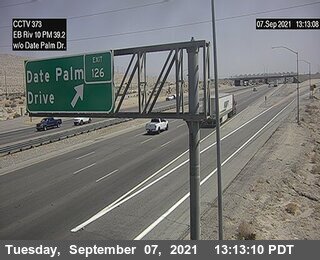 CCTV 373
EB Riv 10 PM 39.2
w/o Date Palm Dr.
07.Sep 2021 13:13:08
EXIT
126
Date Palm
Drive
Tuesday, September 07, 2021 13:13:10 PDT